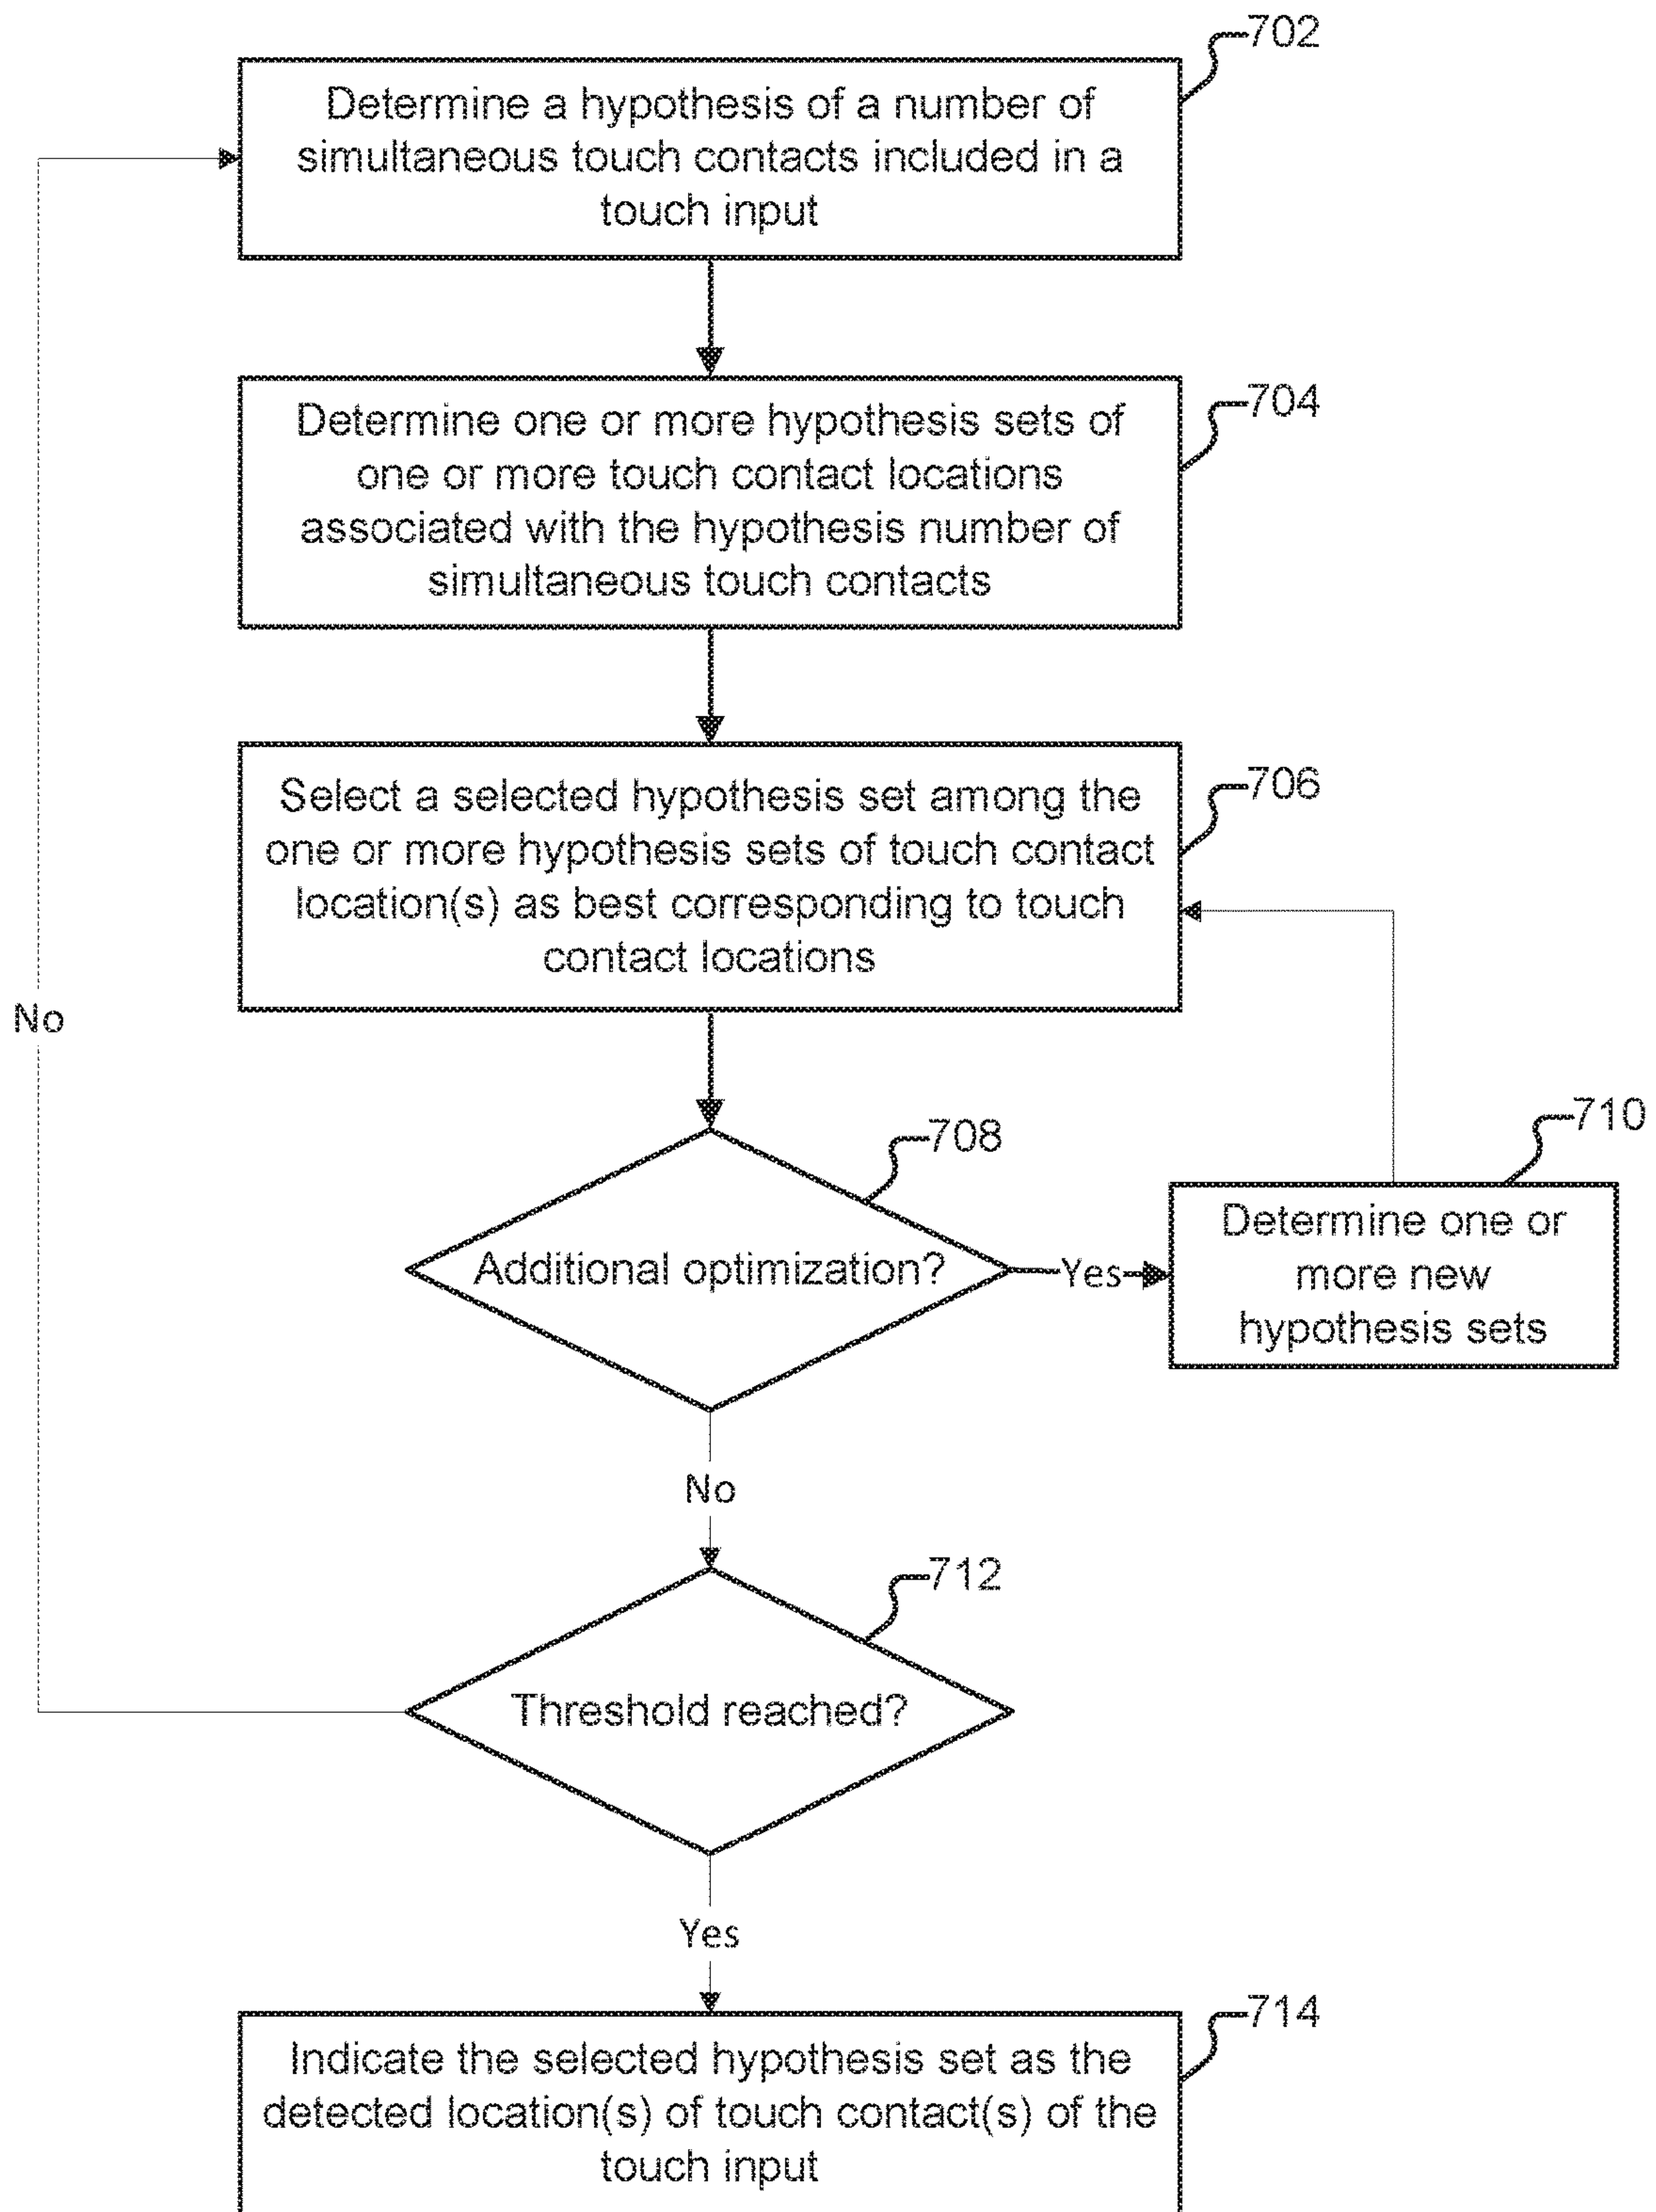 702
Determine a hypothesis of a number of
simultaneous touch contacts included in a
touch input
704
Determine one or more hypothesis sets of
one or more touch contact locations
associated with the hypothesis number of
simultaneous touch contacts
706
Select a selected hypothesis set among the
one or more hypothesis sets of touch contact
location(s) as best corresponding to touch
contact locations
No
708
Additional optimization?
Yes
710
Determine one or
more new
hypothesis sets
No
712
Threshold reached?
Yes
714
Indicate the selected hypothesis set as the
detected location(s) of touch contact(s) of the
touch input